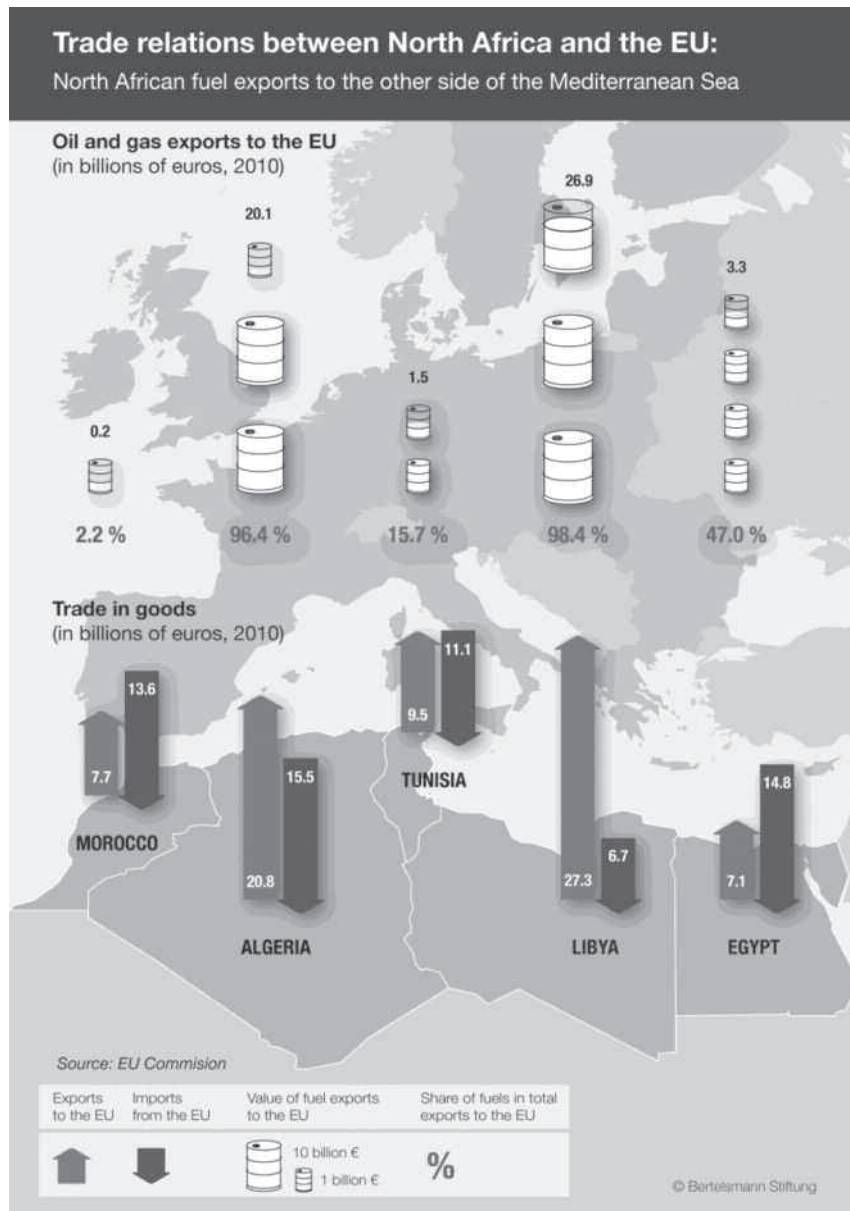 Trade relations between North Africa and the EU:
North African fuel exports to the other side of the Mediterranean Sea
Oil and gas exports to the EU
(in billions of euros, 2010)
0.2
2.2 %
20.1
96.4 %
1.5
15.7 %
26.9
98.4 %
3.3
47.0 %
Trade in goods
(in billions of euros, 2010)
7.7
13.6
MOROCCO
20.8
15.5
ALGERIA
9.5
11.1
TUNISIA
27.3
6.7
LIBYA
7.1
14.8
EGYPT
Source: EU Commision
Exports
to the EU
Imports
from the EU
Value of fuel exports
to the EU
10 billion €
1 billion €
Share of fuels in total
exports to the EU
%
© Bertelsmann Stiftung